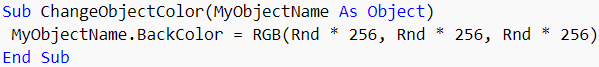 Sub ChangeObjectColor(MyObjectName As Object)
 MyObjectName.BackColor = RGB(Rnd * 256, Rnd * 256, Rnd * 256)
End Sub